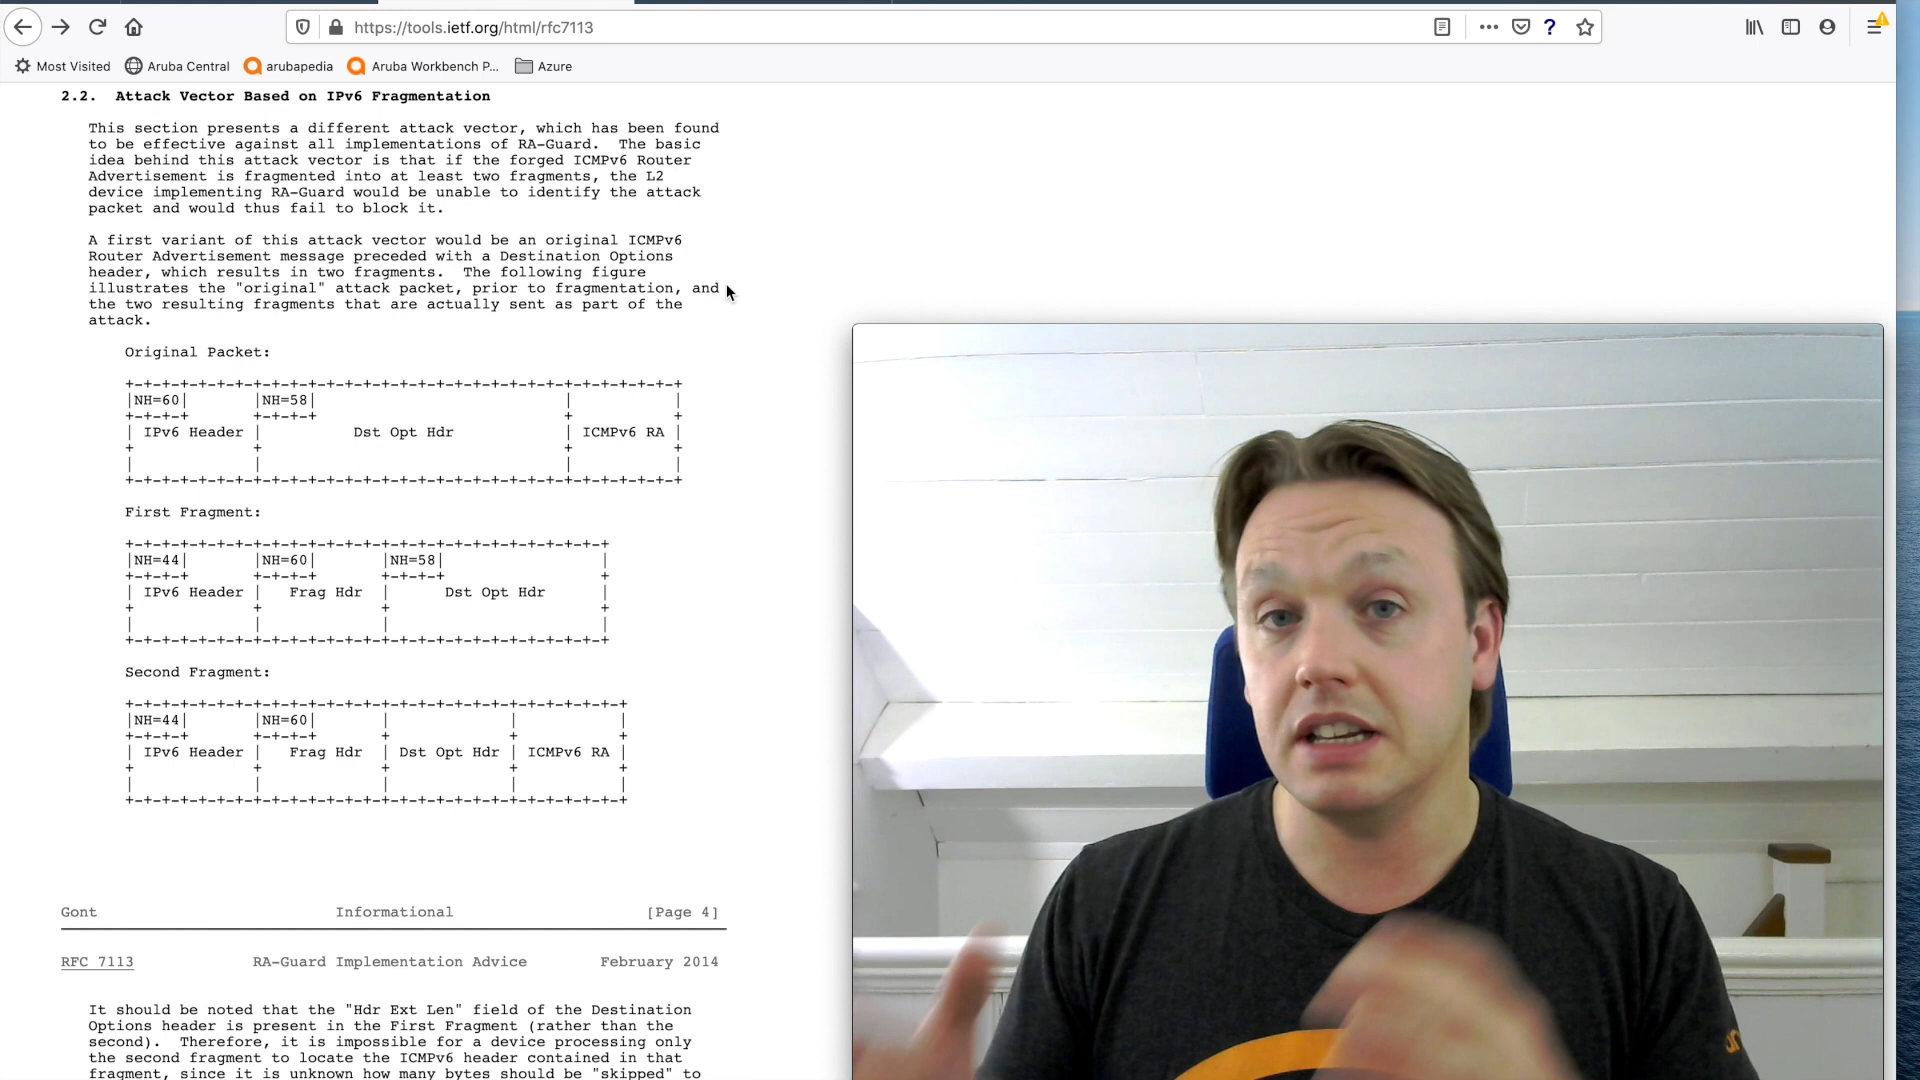 https://tools.ietf.org/html/rfc7113
Most Visited
Aruba Central
arubapedia
Aruba Workbench P...
Azure
2.2. Attack Vector Based on IPv6 Fragmentation
This section presents a different attack vector, which has been found
to be effective against all implementations of RA-Guard. The basic
idea behind this attack vector is that if the forged ICMPv6 Router
Advertisement is fragmented into at least two fragments, the L2
device implementing RA-Guard would be unable to identify the attack
packet and would thus fail to block it.
A first variant of this attack vector would be an original ICMPv6
Router Advertisement message preceded with a Destination Options
header, which results in two fragments. The following figure
illustrates the "original" attack packet, prior to fragmentation, and
the two resulting fragments that are actually sent as part of the
attack.
Original Packet:
+-+-+-+-+-+-+-+-+-+-+-+-+-+-+-+-+-+-+-+-+-+-+-+-+-+-+-+-+-+-+
|NH=60|       |NH=58|                            |           |
+-+-+-+       +-+-+-+                            +           +
| IPv6 Header |          Dst Opt Hdr            | ICMPv6 RA |
+             +                                 +           +
|             |                                 |           |
+-+-+-+-+-+-+-+-+-+-+-+-+-+-+-+-+-+-+-+-+-+-+-+-+-+-+-+-+-+-+
First Fragment:
+-+-+-+-+-+-+-+-+-+-+-+-+-+-+-+-+-+-+-+-+-+-+-+-+-+-+
|NH=44|       |NH=60|       |NH=58|                 |
+-+-+-+       +-+-+-+       +-+-+-+                 +
| IPv6 Header |   Frag Hdr  |      Dst Opt Hdr      |
+             +             +                       +
|             |             |                       |
+-+-+-+-+-+-+-+-+-+-+-+-+-+-+-+-+-+-+-+-+-+-+-+-+-+-+
Second Fragment:
+-+-+-+-+-+-+-+-+-+-+-+-+-+-+-+-+-+-+-+-+-+-+-+-+-+-+-+
|NH=44|       |NH=60|       |             |           |
+-+-+-+       +-+-+-+       +             +           +
| IPv6 Header |   Frag Hdr  | Dst Opt Hdr | ICMPv6 RA |
+             +             +             +           +
|             |             |             |           |
+-+-+-+-+-+-+-+-+-+-+-+-+-+-+-+-+-+-+-+-+-+-+-+-+-+-+-+
Gont Informational [Page 4]
RFC 7113 RA-Guard Implementation Advice February 2014
It should be noted that the "Hdr Ext Len" field of the Destination
Options header is present in the First Fragment (rather than the
second). Therefore, it is impossible for a device processing only
the second fragment to locate the ICMPv6 header contained in that
fragment, since it is unknown how many bytes should be "skipped" to